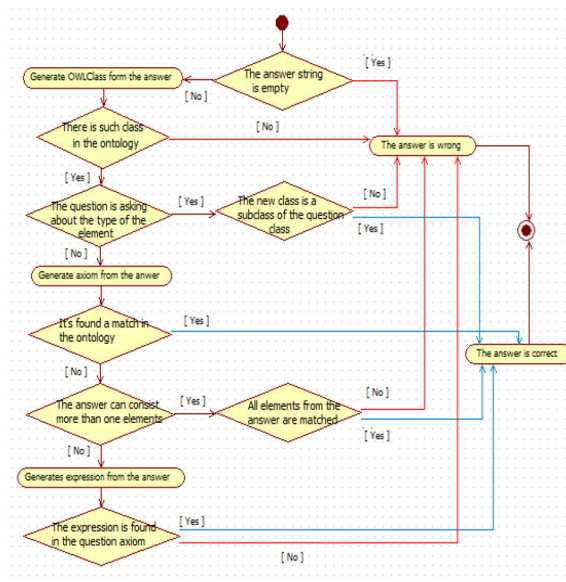 [ Yes ]
The answer string
is empty
Generate OWLClass form the answer
[ No ]
There is such class
in the ontology
[ No ]
The answer is wrong
[ Yes ]
The question is asking
about the type of the
element
[ Yes ]
The new class is a
subclass of the question
class
[ No ]
[ Yes ]
[ No ]
Generate axiom from the anwer
It's found a match in
the ontology
[ Yes ]
The answer is correct
[ No ]
The answer can consist
more than one elements
[ Yes ]
All elements from the
answer are matched
[ No ]
[ Yes ]
[ No ]
Generates expression from the answer
The expression is found
in the question axiom
[ Yes ]
[ No ]